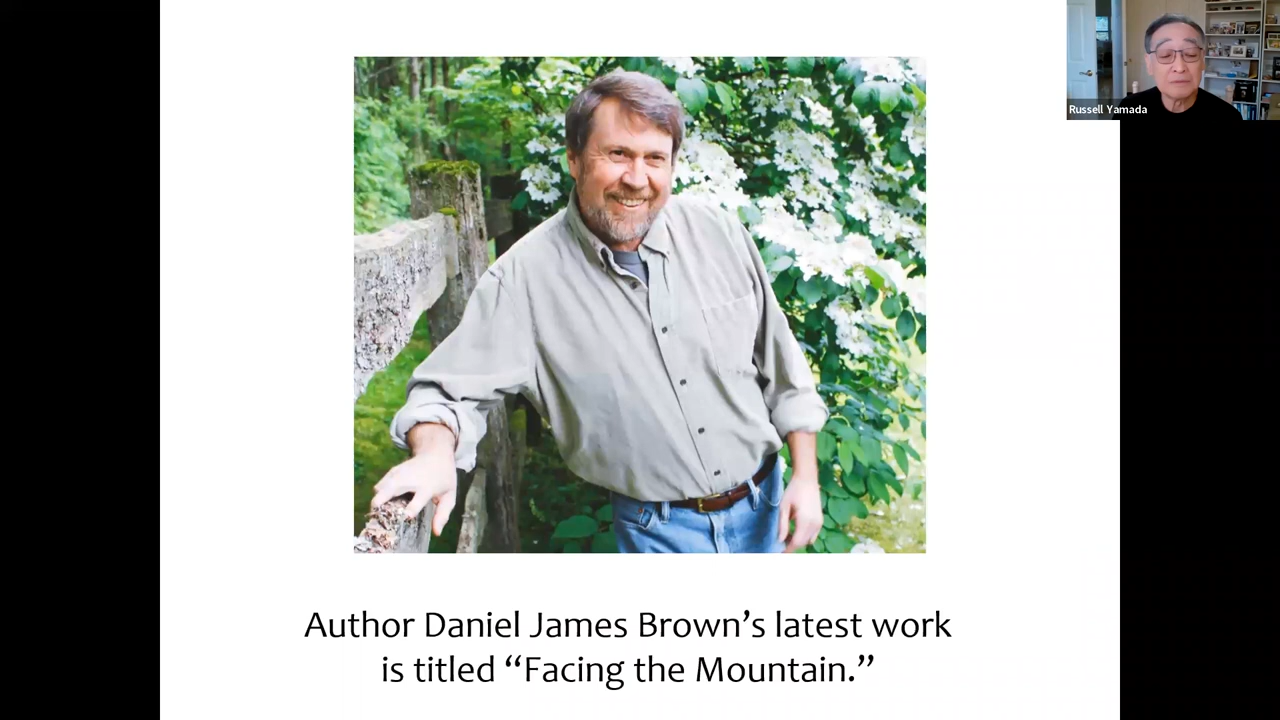 Russell Yamada
Author Daniel James Brown’s latest work
is titled “Facing the Mountain.”